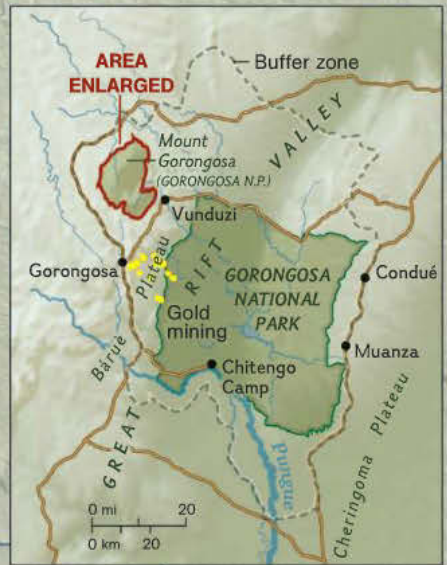 AREA
ENLARGED
Buffer zone
Mount
Gorongosa
(GORONGOSA N.P.)
VALLEY
Vunduzi
Gorongosa
Plateau
RIFT
GORONGOSA
NATIONAL
PARK
Condué
Gold
mining
Bárué
Muanza
Chitengo
Camp
GREAT
Pungue
Cheringoma Plateau
0 mi 20
0 km 20